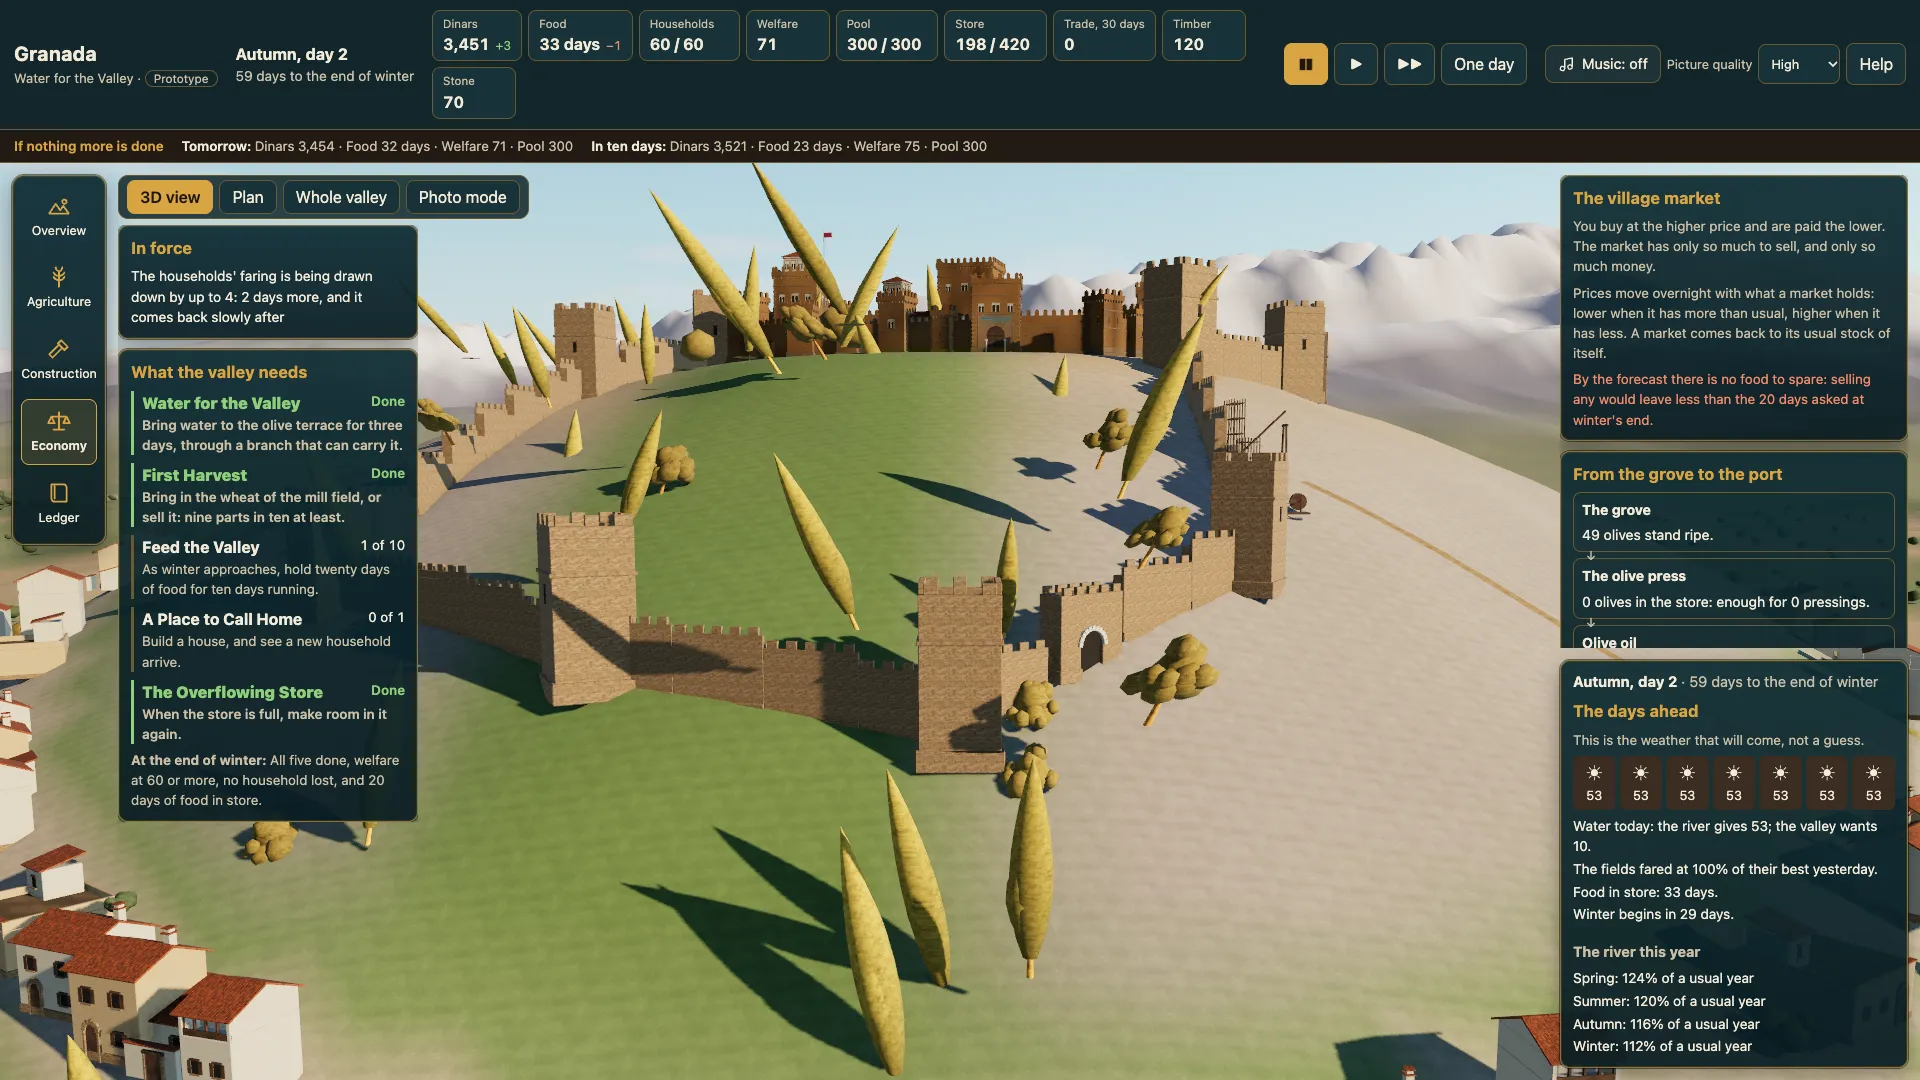 Granada
Water for the Valley · Prototype
Autumn, day 2
59 days to the end of winter
Dinars
3,451 +3
Food
33 days −1
Households
60 / 60
Welfare
71
Pool
300 / 300
Store
198 / 420
Trade, 30 days
0
Timber
120
Stone
70
One day
Music: off
Picture quality
High
Help
If nothing more is done Tomorrow: Dinars 3,454 · Food 32 days · Welfare 71 · Pool 300 In ten days: Dinars 3,521 · Food 23 days · Welfare 75 · Pool 300
Overview
Agriculture
Construction
Economy
Ledger
3D view
Plan
Whole valley
Photo mode
In force
The households' faring is being drawn
down by up to 4: 2 days more, and it
comes back slowly after
What the valley needs
Water for the Valley Done
Bring water to the olive terrace for three
days, through a branch that can carry it.
First Harvest Done
Bring in the wheat of the mill field, or
sell it: nine parts in ten at least.
Feed the Valley 1 of 10
As winter approaches, hold twenty days
of food for ten days running.
A Place to Call Home 0 of 1
Build a house, and see a new household
arrive.
The Overflowing Store Done
When the store is full, make room in it
again.
At the end of winter: All five done, welfare
at 60 or more, no household lost, and 20
days of food in store.
The village market
You buy at the higher price and are paid the lower.
The market has only so much to sell, and only so
much money.
Prices move overnight with what a market holds:
lower when it has more than usual, higher when it
has less. A market comes back to its usual stock of
itself.
By the forecast there is no food to spare: selling
any would leave less than the 20 days asked at
winter's end.
From the grove to the port
The grove
49 olives stand ripe.
↓
The olive press
0 olives in the store: enough for 0 pressings.
↓
Olive oil
Autumn, day 2 · 59 days to the end of winter
The days ahead
This is the weather that will come, not a guess.
53 53 53 53 53 53 53
Water today: the river gives 53; the valley wants
10.
The fields fared at 100% of their best yesterday.
Food in store: 33 days.
Winter begins in 29 days.
The river this year
Spring: 124% of a usual year
Summer: 120% of a usual year
Autumn: 116% of a usual year
Winter: 112% of a usual year